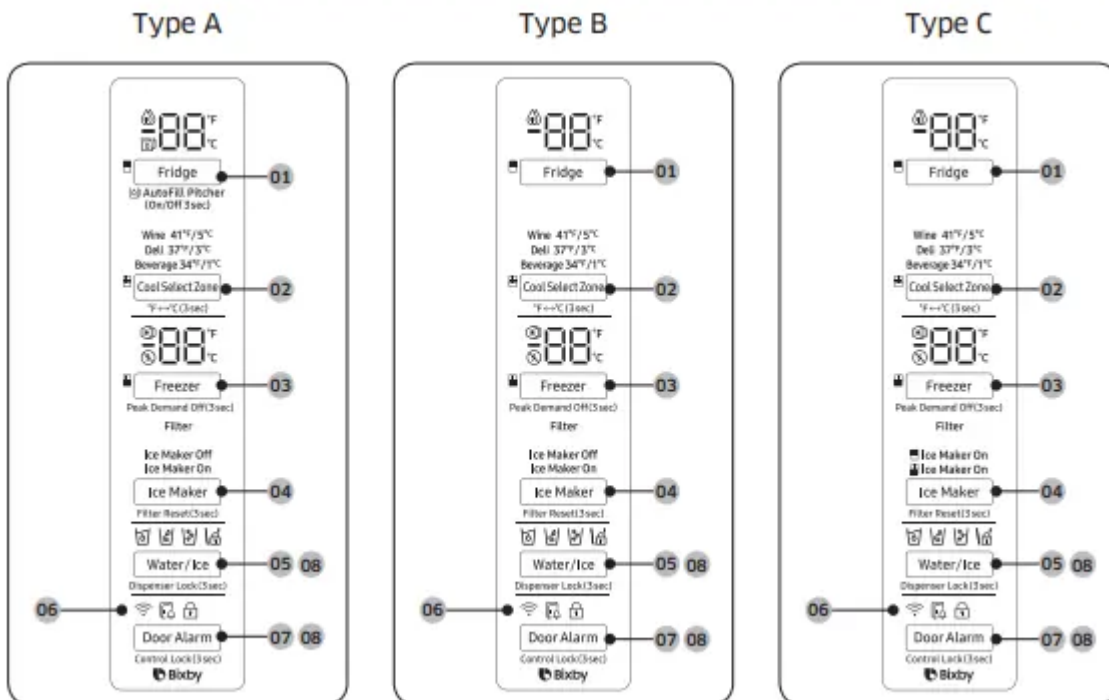 Type A
88 °F
°C
Fridge
01
AutoFill Pitcher
(On/Off 3sec)
Wine 41°F/5°C
Deli 37°F/3°C
Beverage 34°F/1°C
Cool Select Zone
02
°F↔°C(3sec)
88 °F
°C
Freezer
03
Peak Demand Off(3sec)
Filter
Ice Maker Off
Ice Maker On
Ice Maker
04
Filter Reset(3sec)
Water/Ice
05 08
Dispenser Lock(3sec)
06
Door Alarm
07 08
Control Lock(3sec)
Bixby
Type B
88 °F
°C
Fridge
01
Wine 41°F/5°C
Deli 37°F/3°C
Beverage 34°F/1°C
Cool Select Zone
02
°F↔°C(3sec)
88 °F
°C
Freezer
03
Peak Demand Off(3sec)
Filter
Ice Maker Off
Ice Maker On
Ice Maker
04
Filter Reset(3sec)
Water/Ice
05 08
Dispenser Lock(3sec)
06
Door Alarm
07 08
Control Lock(3sec)
Bixby
Type C
88 °F
°C
Fridge
01
Wine 41°F/5°C
Deli 37°F/3°C
Beverage 34°F/1°C
Cool Select Zone
02
°F↔°C(3sec)
88 °F
°C
Freezer
03
Peak Demand Off(3sec)
Filter
Ice Maker On
Ice Maker On
Ice Maker
04
Filter Reset(3sec)
Water/Ice
05 08
Dispenser Lock(3sec)
06
Door Alarm
07 08
Control Lock(3sec)
Bixby